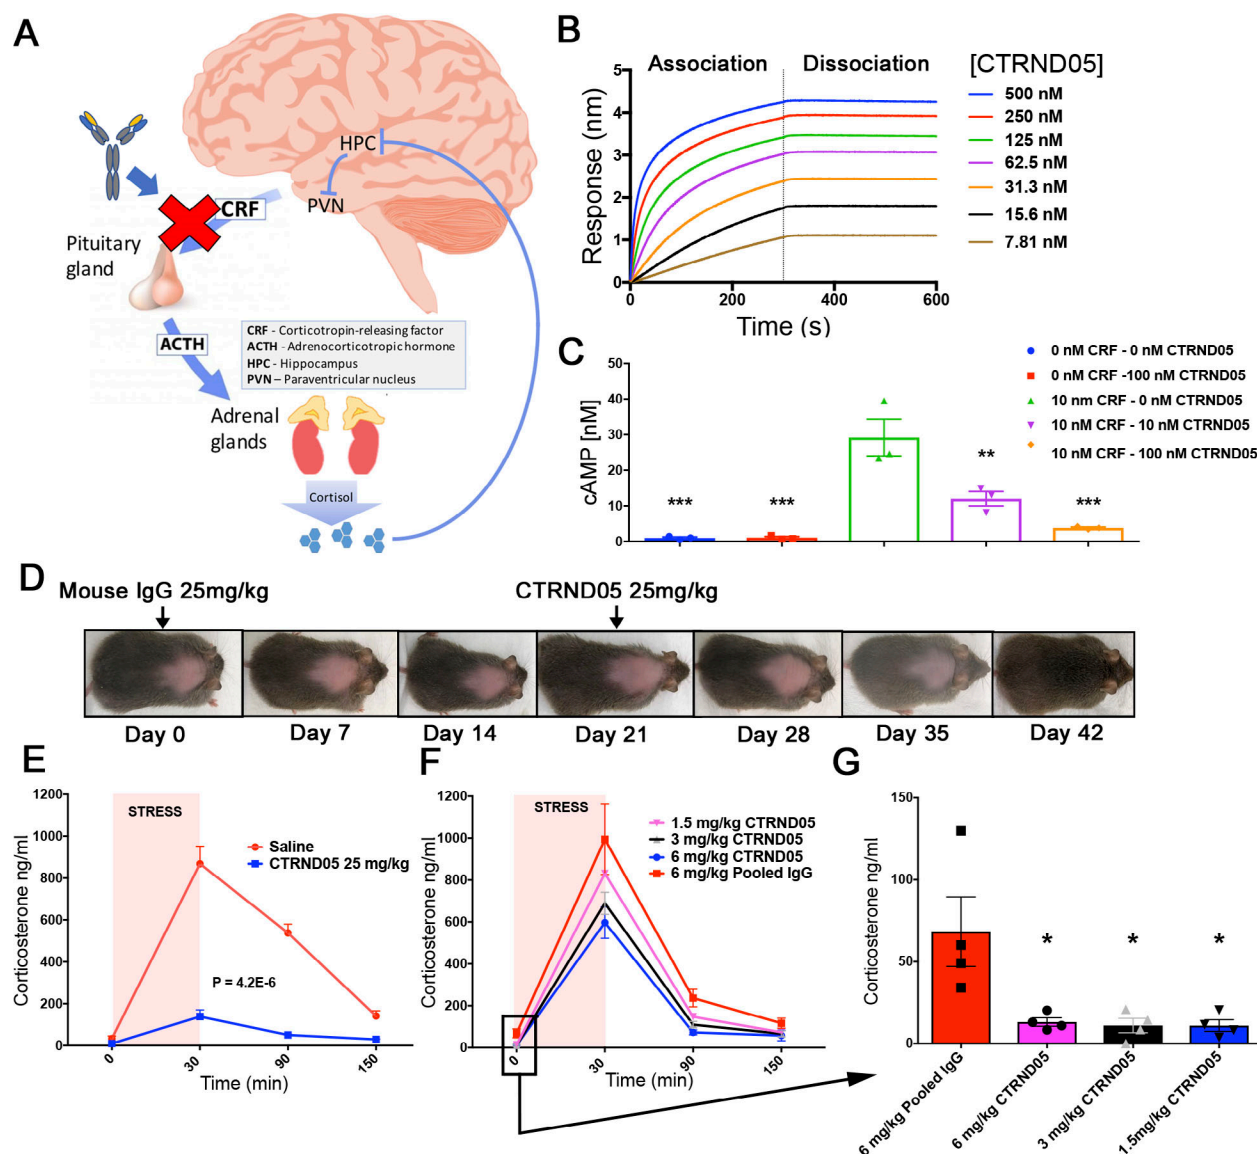 A
HPC
PVN
CRF
Pituitary
gland
ACTH
CRF - Corticotropin-releasing factor
ACTH - Adrenocorticotropic hormone
HPC - Hippocampus
PVN – Paraventricular nucleus
Adrenal
glands
Cortisol
B
Association
Dissociation
[CTRND05]
500 nM
250 nM
125 nM
62.5 nM
31.3 nM
15.6 nM
7.81 nM
5
4
3
2
1
0
Response (nm)
0
200
400
600
Time (s)
C
50
40
30
20
10
0
cAMP [nM]
***
***
**
***
0 nM CRF - 0 nM CTRND05
0 nM CRF -100 nM CTRND05
10 nm CRF - 0 nM CTRND05
10 nM CRF - 10 nM CTRND05
10 nM CRF - 100 nM CTRND05
D
Mouse IgG 25mg/kg
CTRND05 25mg/kg
Day 0
Day 7
Day 14
Day 21
Day 28
Day 35
Day 42
E
1200
1000
800
600
400
200
0
Corticosterone ng/ml
STRESS
Saline
CTRND05 25 mg/kg
P = 4.2E-6
0
30
90
150
Time (min)
F
1200
1000
800
600
400
200
0
Corticosterone ng/ml
STRESS
1.5 mg/kg CTRND05
3 mg/kg CTRND05
6 mg/kg CTRND05
6 mg/kg Pooled IgG
0
30
90
150
Time (min)
G
150
100
50
0
Corticosterone ng/ml
*
*
*
6 mg/kg Pooled IgG
6 mg/kg CTRND05
3 mg/kg CTRND05
1.5mg/kg CTRND05